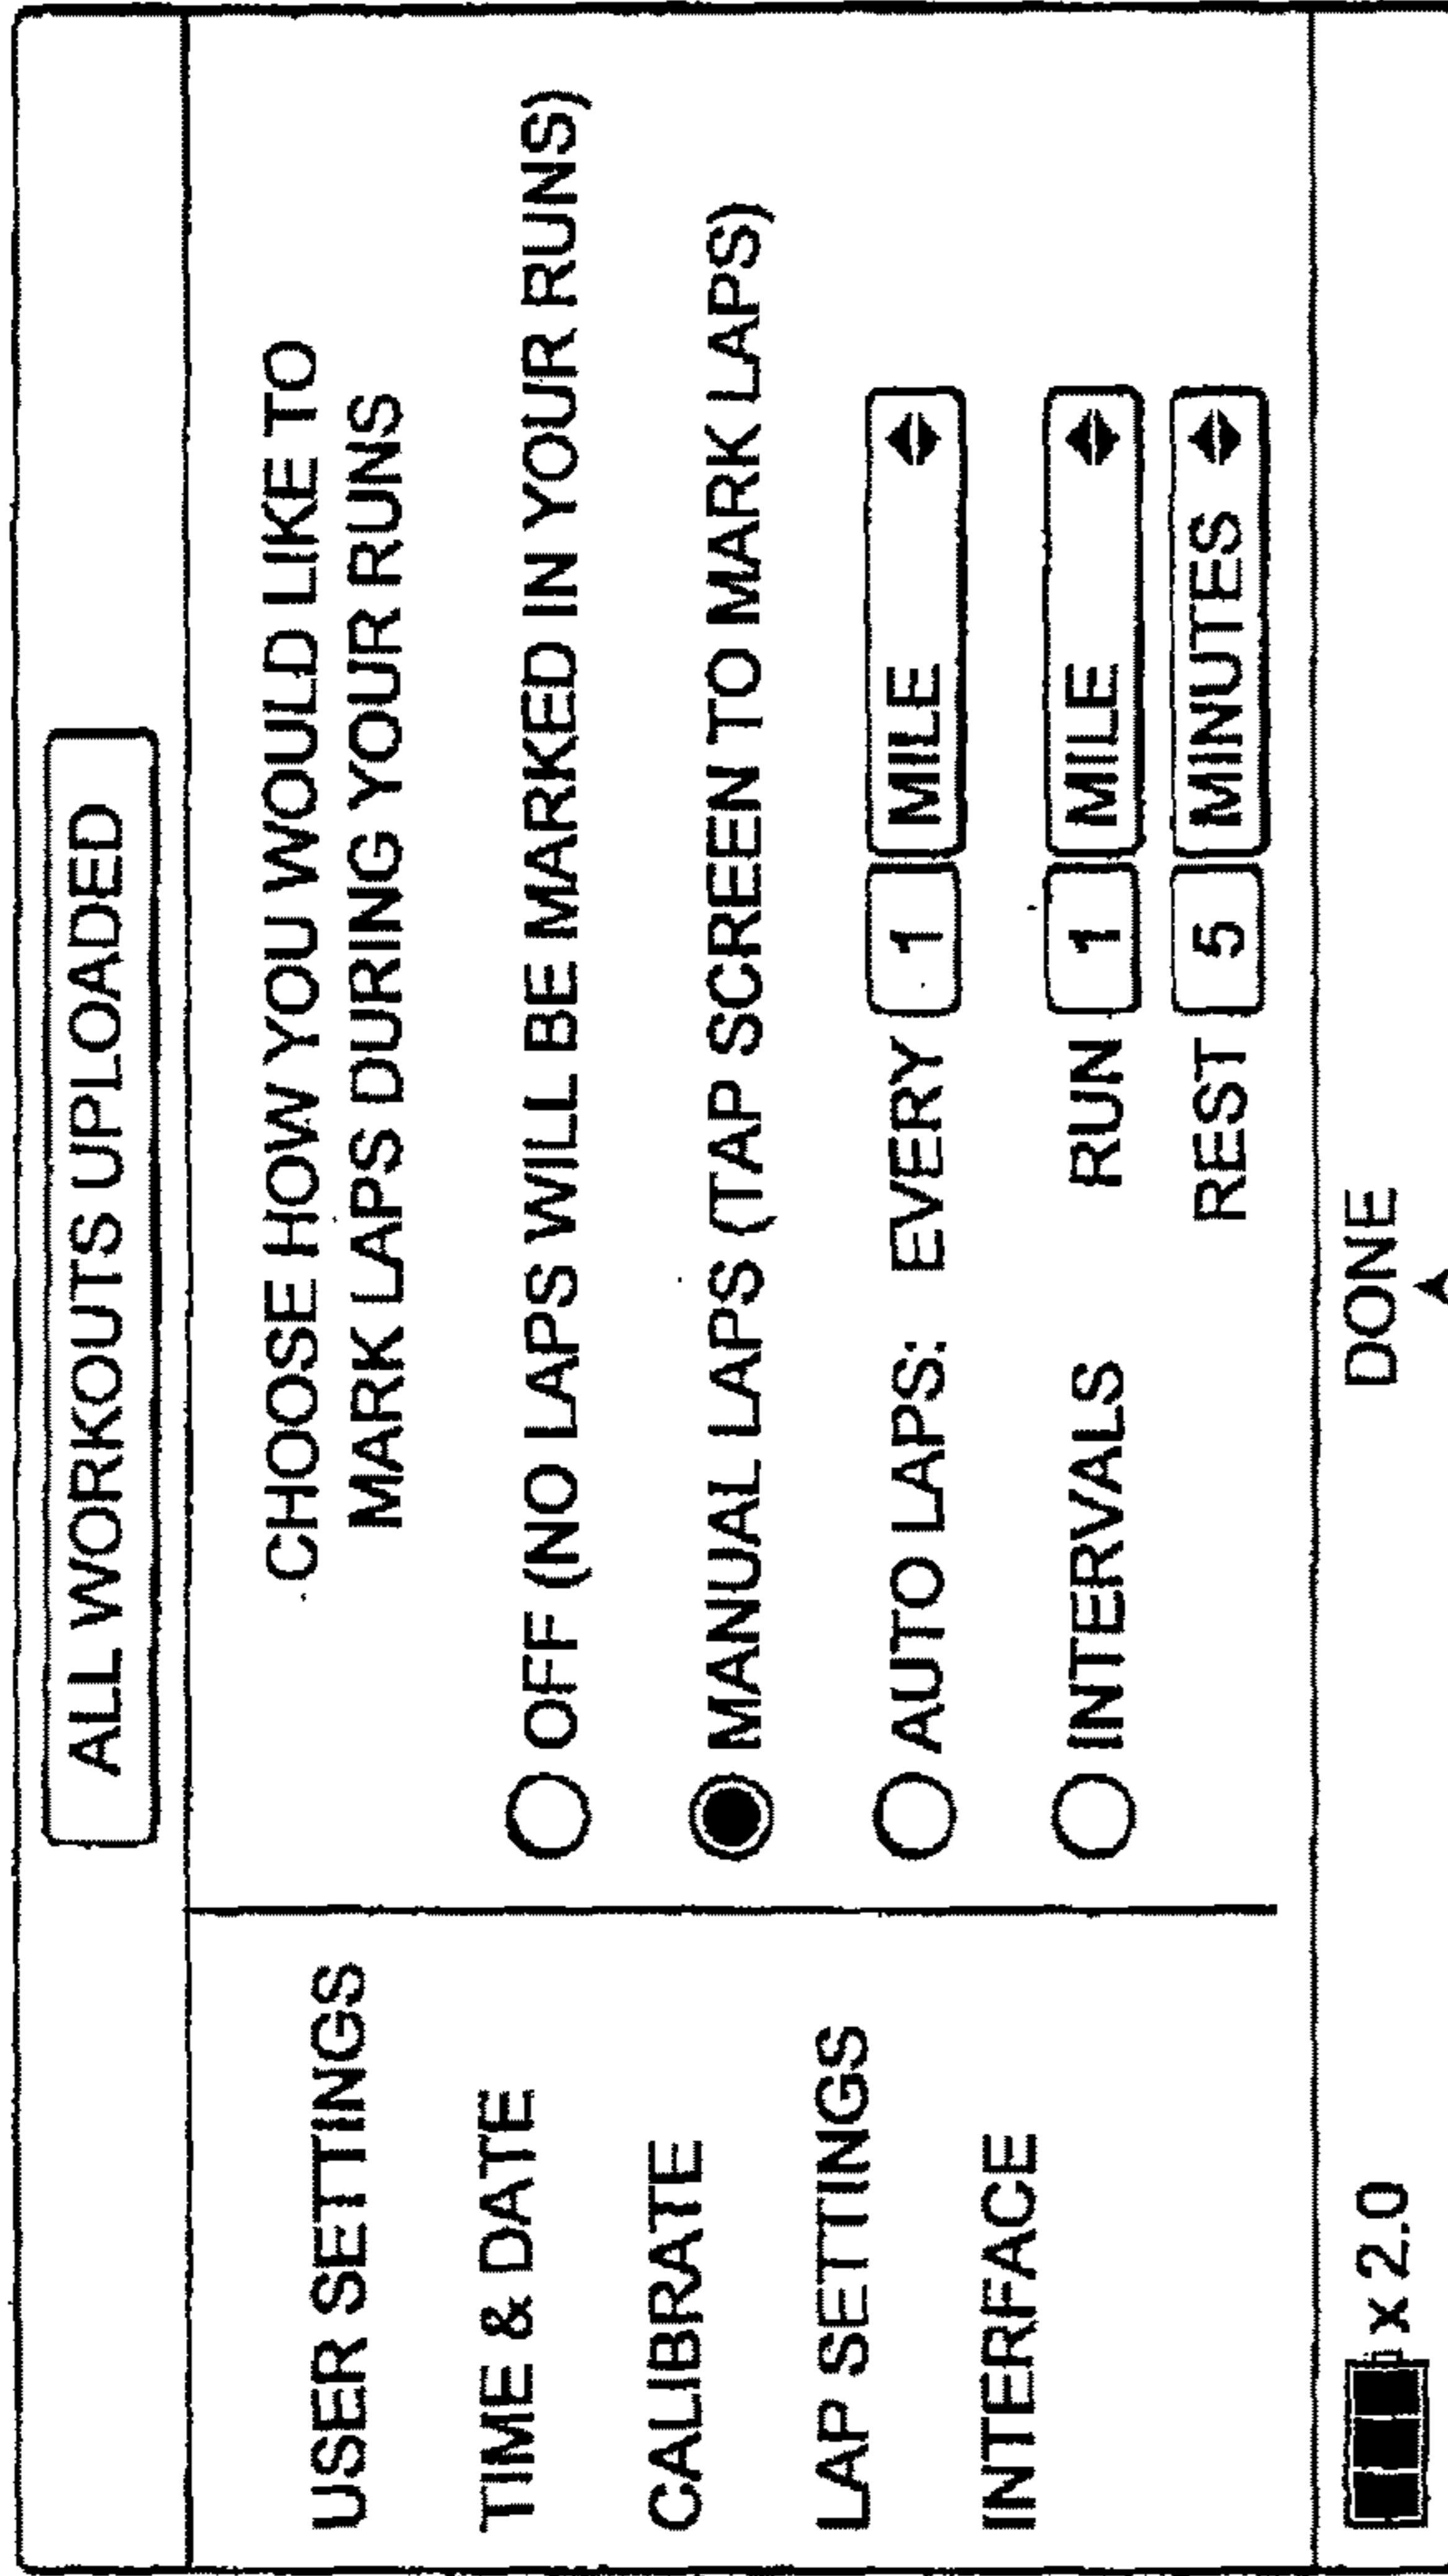 ALL WORKOUTS UPLOADED
USER SETTINGS
TIME & DATE
CALIBRATE
LAP SETTINGS
INTERFACE
CHOOSE HOW YOU WOULD LIKE TO
MARK LAPS DURING YOUR RUNS
OFF (NO LAPS WILL BE MARKED IN YOUR RUNS)
MANUAL LAPS (TAP SCREEN TO MARK LAPS)
AUTO LAPS: EVERY 1 MILE
INTERVALS RUN 1 MILE
REST 5 MINUTES
x 2.0
DONE